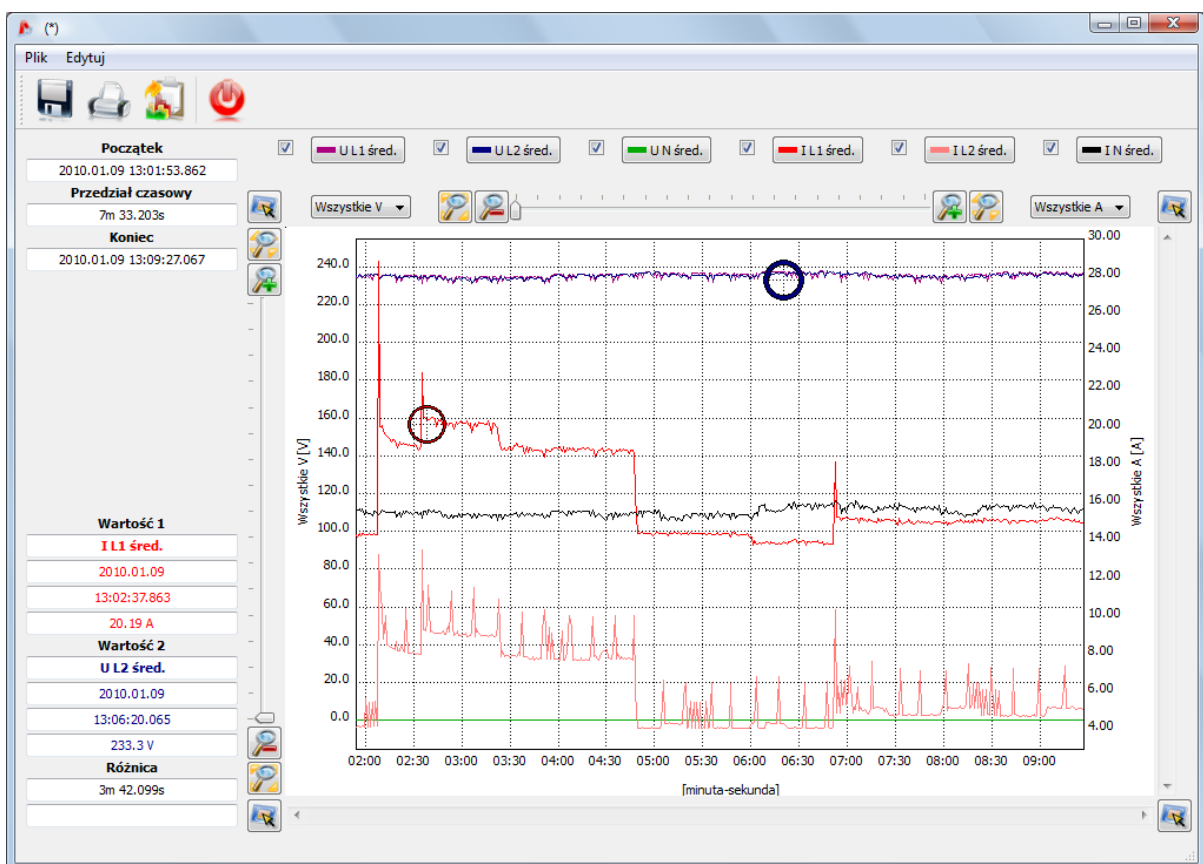 (*)
Plik Edytuj
Początek
2010.01.09 13:01:53.862
Przedział czasowy
7m 33.203s
Koniec
2010.01.09 13:09:27.067
U L1 śred. U L2 śred. U N śred. I L1 śred. I L2 śred. I N śred.
Wszystkie V Wszystkie A
240.0
220.0
200.0
180.0
160.0
140.0
120.0
100.0
80.0
60.0
40.0
20.0
0.0
Wszystkie V [V]
30.00
28.00
26.00
24.00
22.00
20.00
18.00
16.00
14.00
12.00
10.00
8.00
6.00
4.00
Wszystkie A [A]
02:00 02:30 03:00 03:30 04:00 04:30 05:00 05:30 06:00 06:30 07:00 07:30 08:00 08:30 09:00
[minuta-sekunda]
Wartość 1
I L1 śred.
2010.01.09
13:02:37.863
20.19 A
Wartość 2
U L2 śred.
2010.01.09
13:06:20.065
233.3 V
Różnica
3m 42.099s